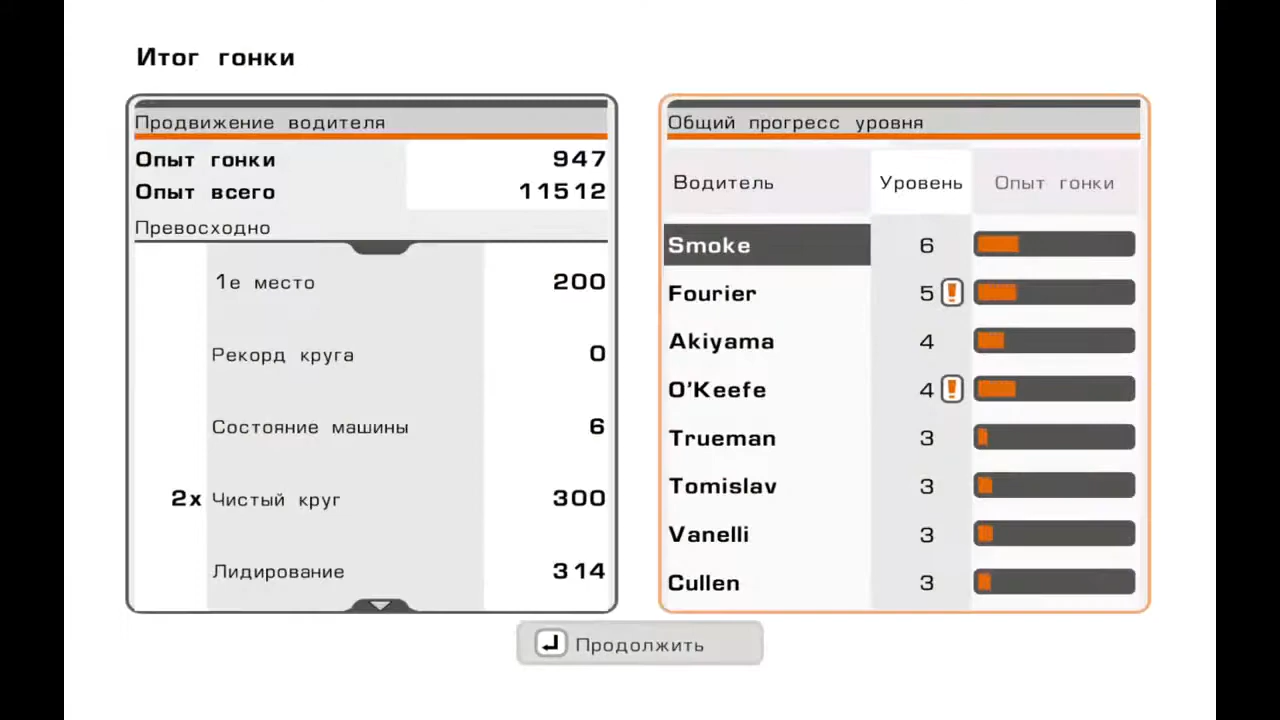 Итог гонки
Продвижение водителя
Опыт гонки 947
Опыт всего 11512
Превосходно
1е место 200
Рекорд круга 0
Состояние машины 6
2x Чистый круг 300
Лидирование 314
Общий прогресс уровня
Водитель Уровень Опыт гонки
Smoke 6
Fourier 5 !
Akiyama 4
O'Keefe 4 !
Trueman 3
Tomislav 3
Vanelli 3
Cullen 3
Продолжить